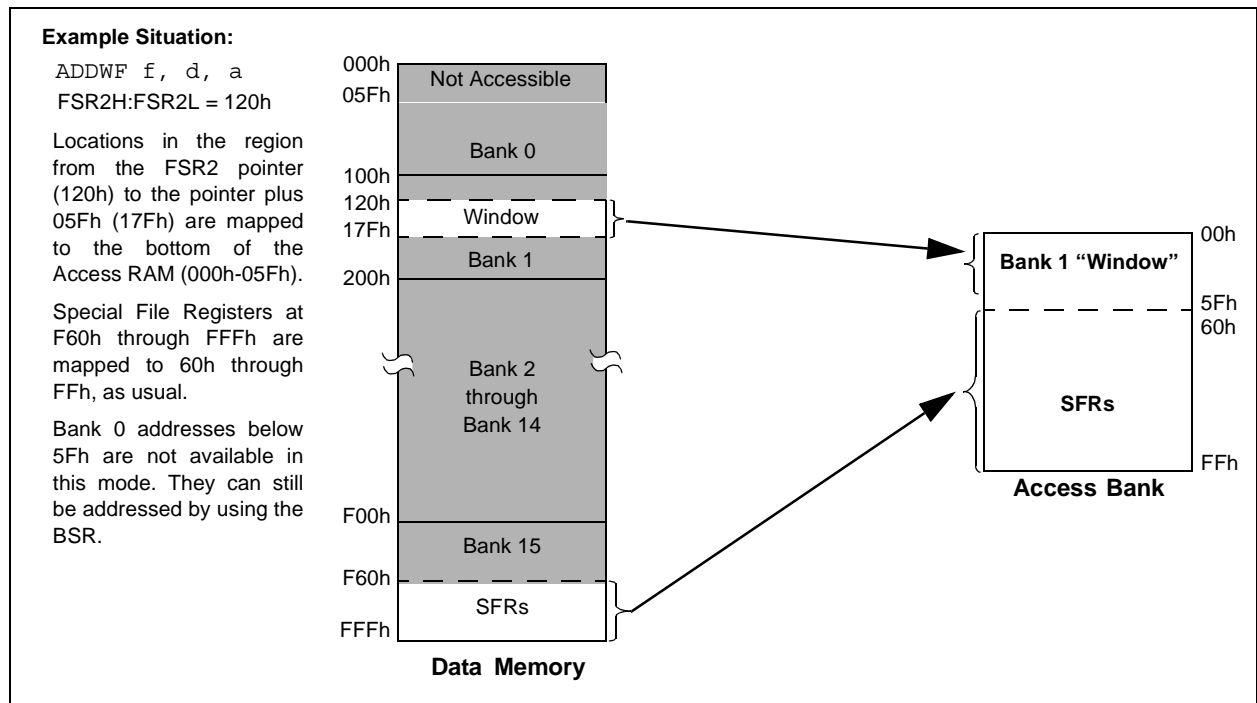 Example Situation:
ADDWF f, d, a
FSR2H:FSR2L = 120h
Locations in the region
from the FSR2 pointer
(120h) to the pointer plus
05Fh (17Fh) are mapped
to the bottom of the
Access RAM (000h-05Fh).
Special File Registers at
F60h through FFFh are
mapped to 60h through
FFh, as usual.
Bank 0 addresses below
5Fh are not available in
this mode. They can still
be addressed by using the
BSR.
000h
Not Accessible
05Fh
Bank 0
100h
120h
Window
17Fh
Bank 1
200h
Bank 2
through
Bank 14
F00h
Bank 15
F60h
SFRs
FFFh
Data Memory
00h
Bank 1 “Window”
5Fh
60h
SFRs
FFh
Access Bank